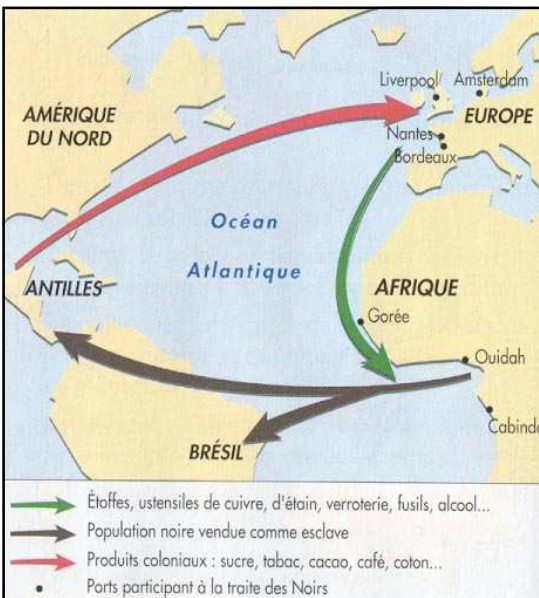 AMÉRIQUE
DU NORD
Liverpool
Amsterdam
EUROPE
Nantes
Bordeaux
Océan
Atlantique
ANTILLES
AFRIQUE
Gorée
Ouidah
Cabinda
BRÉSIL
Étoffes, ustensiles de cuivre, d'étain, verroterie, fusils, alcool...
Population noire vendue comme esclave
Produits coloniaux : sucre, tabac, cacao, café, coton...
Ports participant à la traite des Noirs